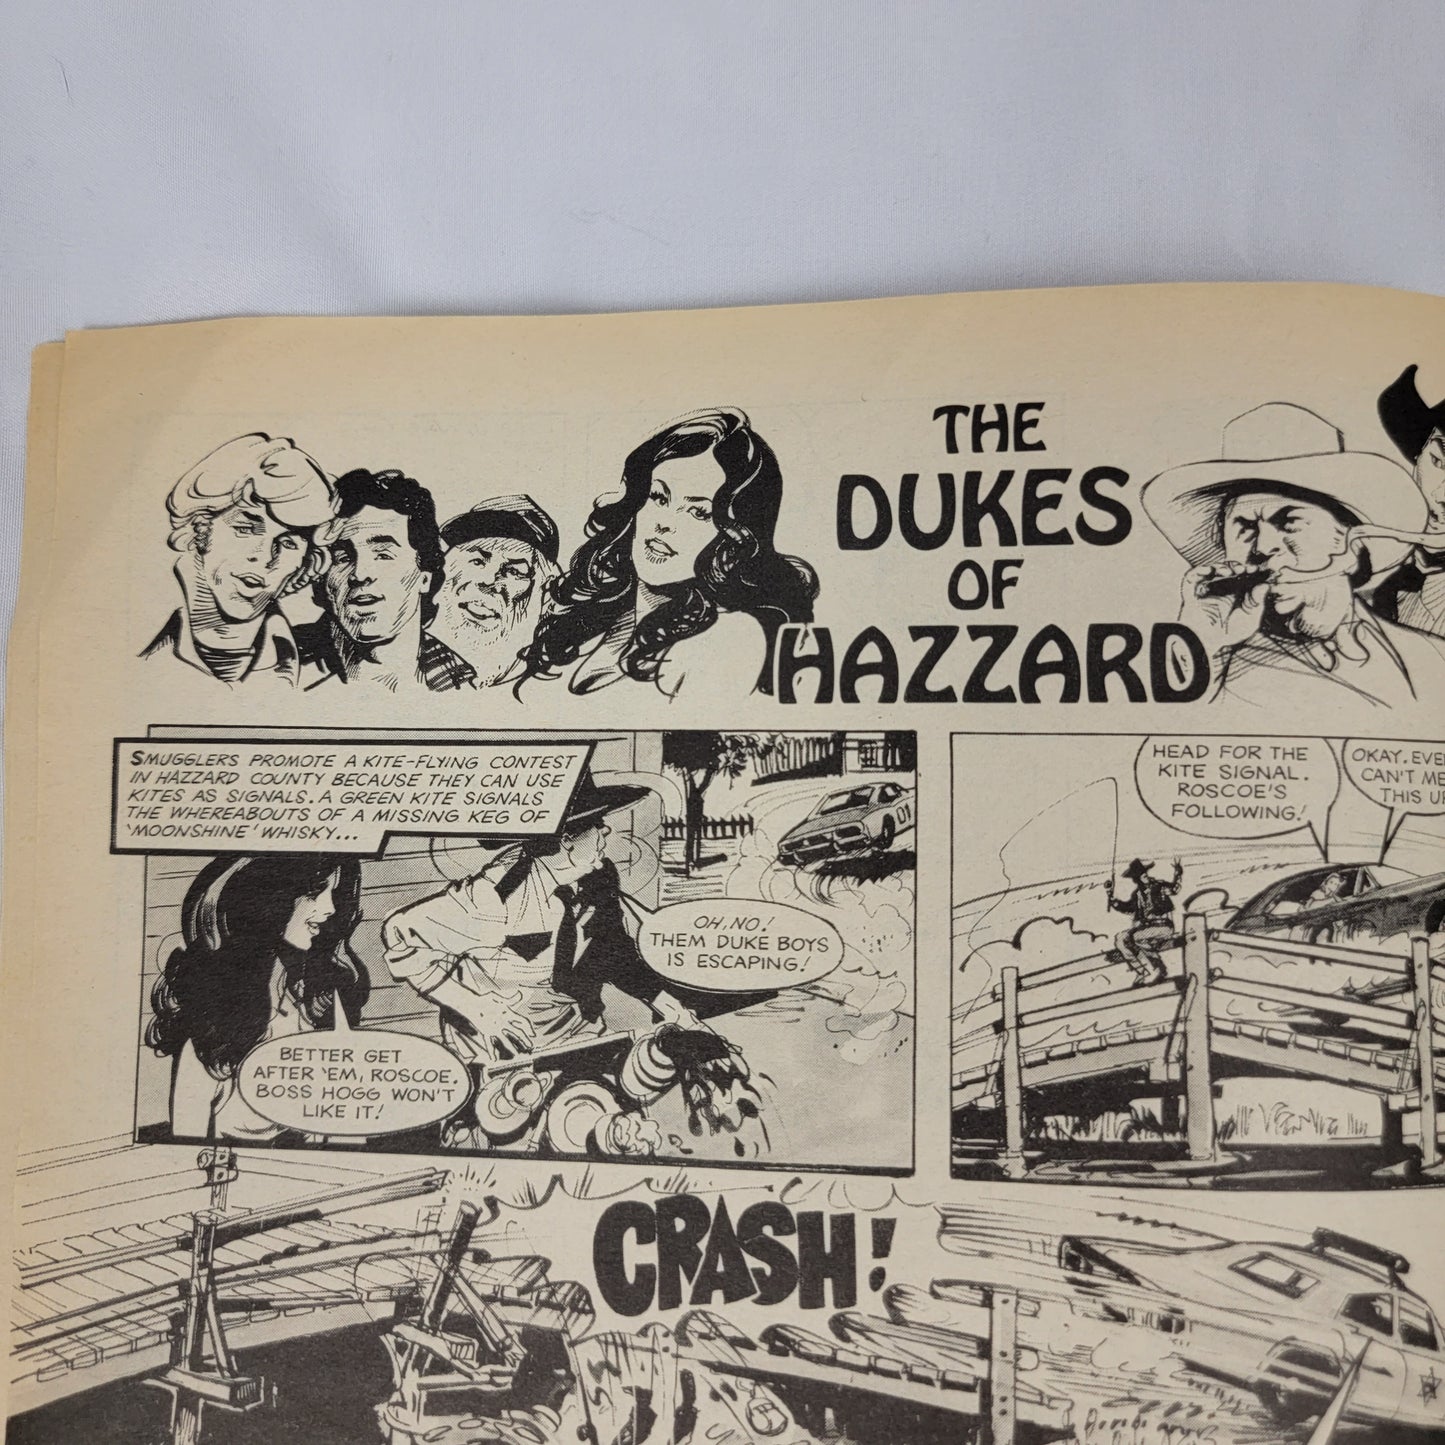 THE
DUKES
OF
HAZZARD
SMUGGLERS PROMOTE A KITE-FLYING CONTEST
IN HAZZARD COUNTY BECAUSE THEY CAN USE
KITES AS SIGNALS. A GREEN KITE SIGNALS
THE WHEREABOUTS OF A MISSING KEG OF
'MOONSHINE' WHISKY...
01
OH, NO!
THEM DUKE BOYS
IS ESCAPING!
BETTER GET
AFTER 'EM, ROSCOE.
BOSS HOGG WON'T
LIKE IT!
HEAD FOR THE
KITE SIGNAL.
ROSCOE'S
FOLLOWING!
OKAY.
CAN'T
THIS
CRASH!